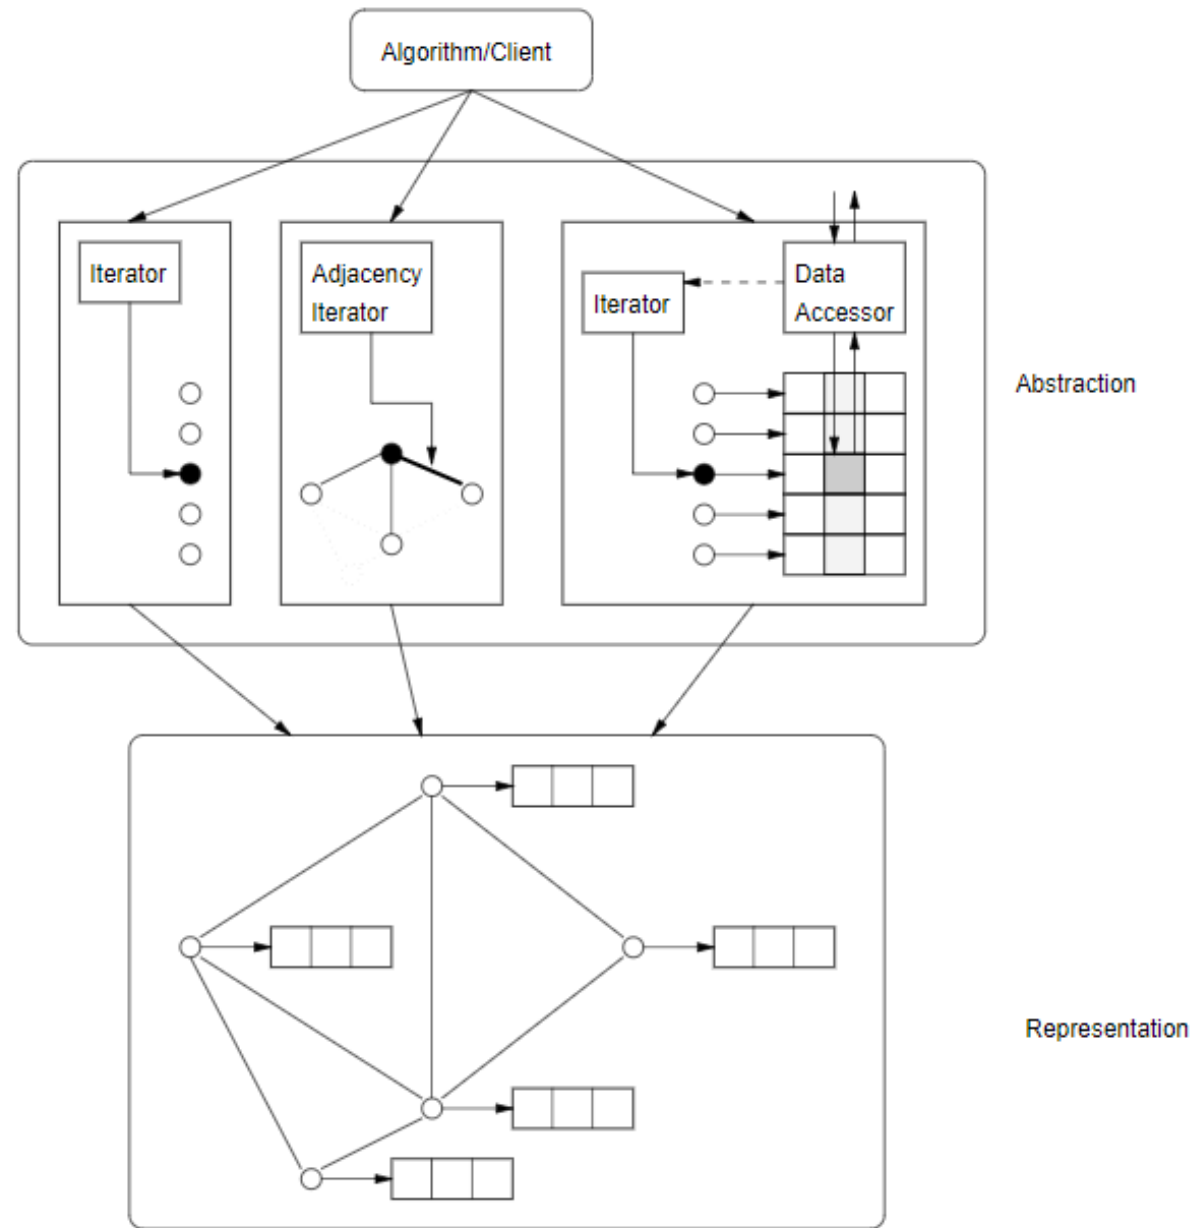 Algorithm/Client
Iterator
Adjacency
Iterator
Iterator
Data
Accessor
Abstraction
Representation